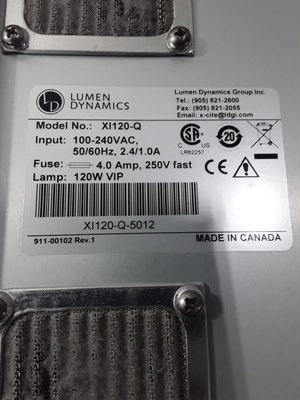 LUMEN
DYNAMICS
Lumen Dynamics Group Inc.
Tel.: (905) 821-2600
Fax: (905) 821-2055
Email: x-cite@ldgi.com
Model No.: XI120-Q
Input: 100-240VAC,
50/60Hz, 2.4/1.0A
Fuse: 4.0 Amp, 250V fast
Lamp: 120W VIP
C US
LR62257
20
XI120-Q-5012
911-00102 Rev.1
MADE IN CANADA